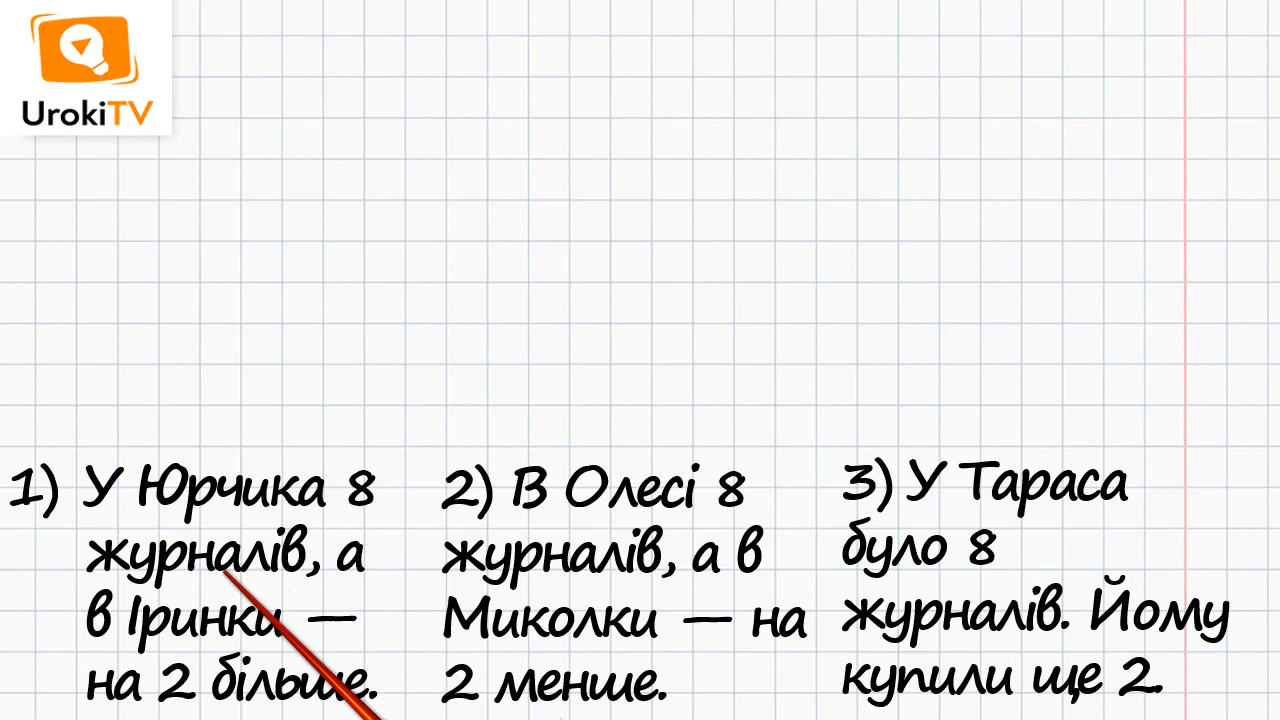 UrokiTV
1) У Юрчика 8
журналів, а
в Іринки —
на 2 більше.
2) В Олесі 8
журналів, а в
Миколки — на
2 менше.
3) У Тараса
було 8
журналів. Йому
купили ще 2.